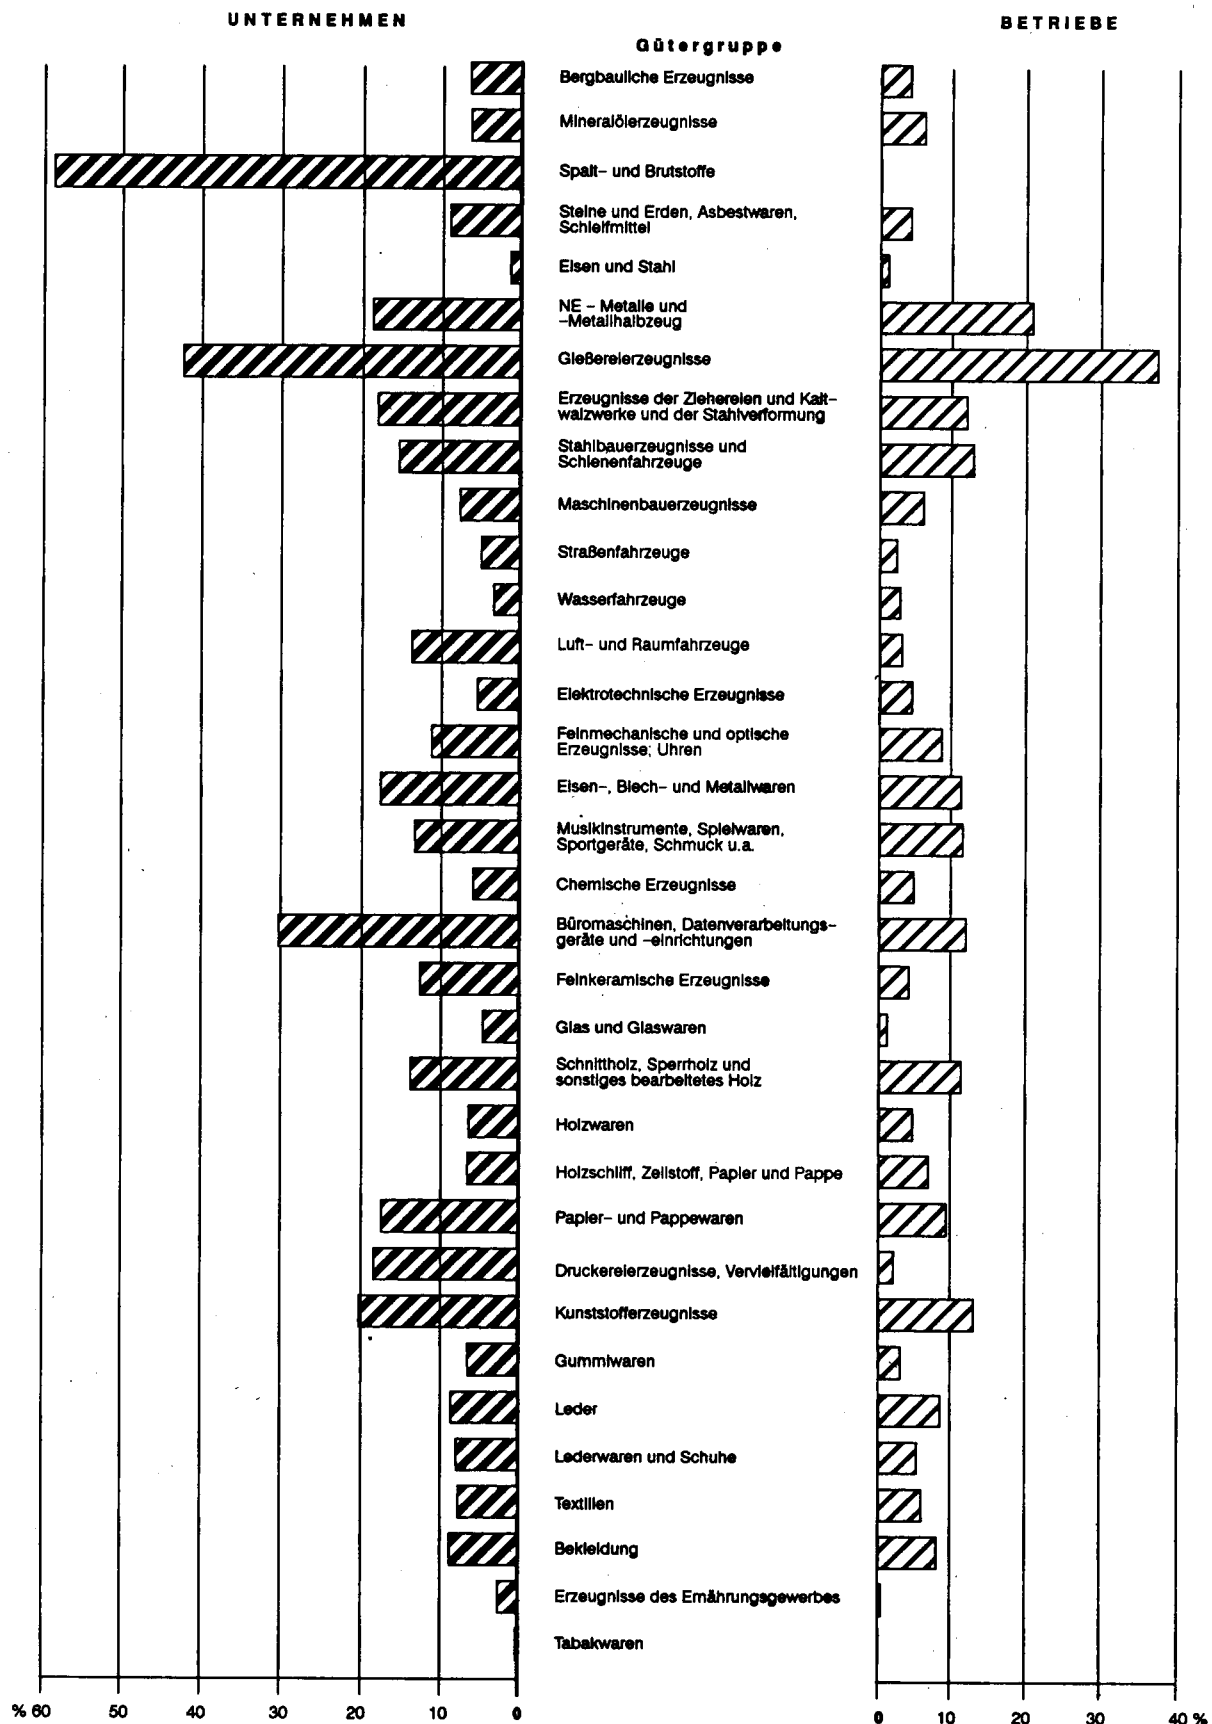 UNTERNEHMEN
BETRIEBE
Gütergruppe
Bergbauliche Erzeugnisse
Mineralölerzeugnisse
Spalt- und Brutstoffe
Steine und Erden, Asbestwaren,
Schleifmittel
Eisen und Stahl
NE - Metalle und
-Metallhalbzeug
Gießereierzeugnisse
Erzeugnisse der Ziehereien und Kalt-
walzwerke und der Stahlverformung
Stahlbauerzeugnisse und
Schienenfahrzeuge
Maschinenbauerzeugnisse
Straßenfahrzeuge
Wasserfahrzeuge
Luft- und Raumfahrzeuge
Elektrotechnische Erzeugnisse
Feinmechanische und optische
Erzeugnisse; Uhren
Eisen-, Blech- und Metallwaren
Musikinstrumente, Spielwaren,
Sportgeräte, Schmuck u.a.
Chemische Erzeugnisse
Büromaschinen, Datenverarbeitungs-
geräte und -einrichtungen
Feinkeramische Erzeugnisse
Glas und Glaswaren
Schnittholz, Sperrholz und
sonstiges bearbeitetes Holz
Holzwaren
Holzschliff, Zellstoff, Papier und Pappe
Papier- und Pappewaren
Druckereierzeugnisse, Vervielfältigungen
Kunststofferzeugnisse
Gummiwaren
Leder
Lederwaren und Schuhe
Textilien
Bekleidung
Erzeugnisse des Ernährungsgewerbes
Tabakwaren
% 60 50 40 30 20 10 0
0 10 20 30 40 %